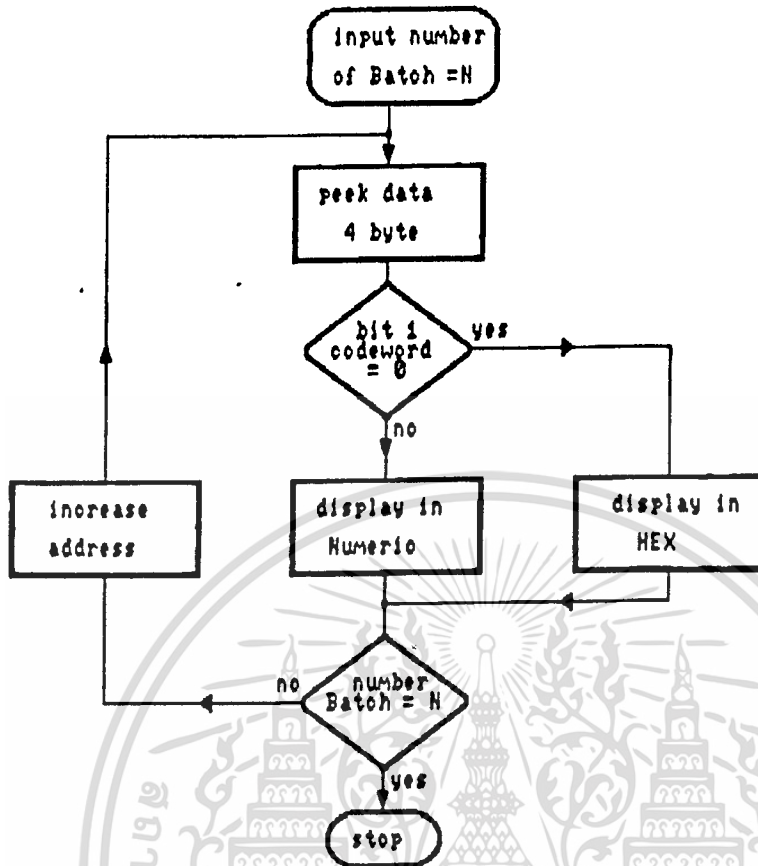 input number
of Batch =N
peek data
4 byte
bit 1
codeword
= 0
yes
no
increase
address
display in
Numeric
display in
HEX
no
number
Batch = N
yes
stop